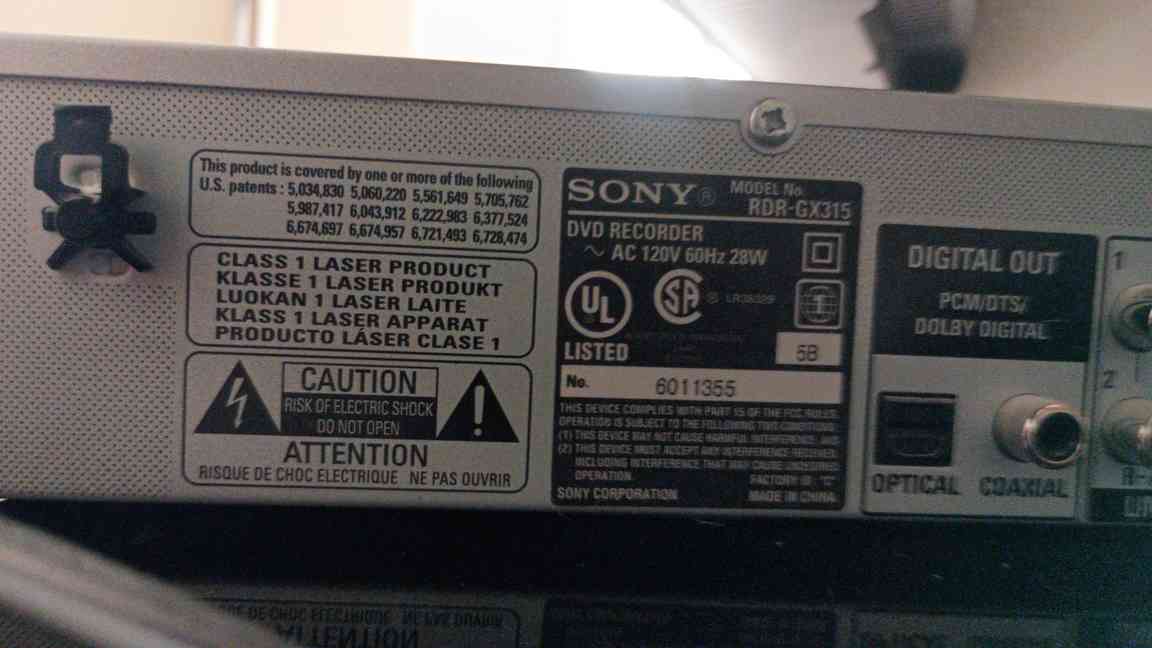 This product is covered by one or more of the following
U.S. patents : 5,034,830 5,060,220 5,561,649 5,705,762
5,987,417 6,043,912 6,222,983 6,377,524
6,674,697 6,674,957 6,721,493 6,728,474
CLASS 1 LASER PRODUCT
KLASSE 1 LASER PRODUKT
LUOKAN 1 LASER LAITE
KLASS 1 LASER APPARAT
PRODUCTO LÁSER CLASE 1
CAUTION
RISK OF ELECTRIC SHOCK
DO NOT OPEN
ATTENTION
RISQUE DE CHOC ELECTRIQUE NE PAS OUVRIR
SONY®
MODEL No.
RDR-GX315
DVD RECORDER
~ AC 120V 60Hz 28W
UL
LISTED
SA ®
5B
No. 6011355
THIS DEVICE COMPLIES WITH PART 15 OF THE FCC RULES.
OPERATION IS SUBJECT TO THE FOLLOWING TWO CONDITIONS:
(1) THIS DEVICE MAY NOT CAUSE HARMFUL INTERFERENCE, AND
(2) THIS DEVICE MUST ACCEPT ANY INTERFERENCE RECEIVED,
INCLUDING INTERFERENCE THAT MAY CAUSE UNDESIRED
OPERATION. FACTORY ID "C"
SONY CORPORATION MADE IN CHINA
DIGITAL OUT
PCM/DTS/
DOLBY DIGITAL
OPTICAL COAXIAL
1
2